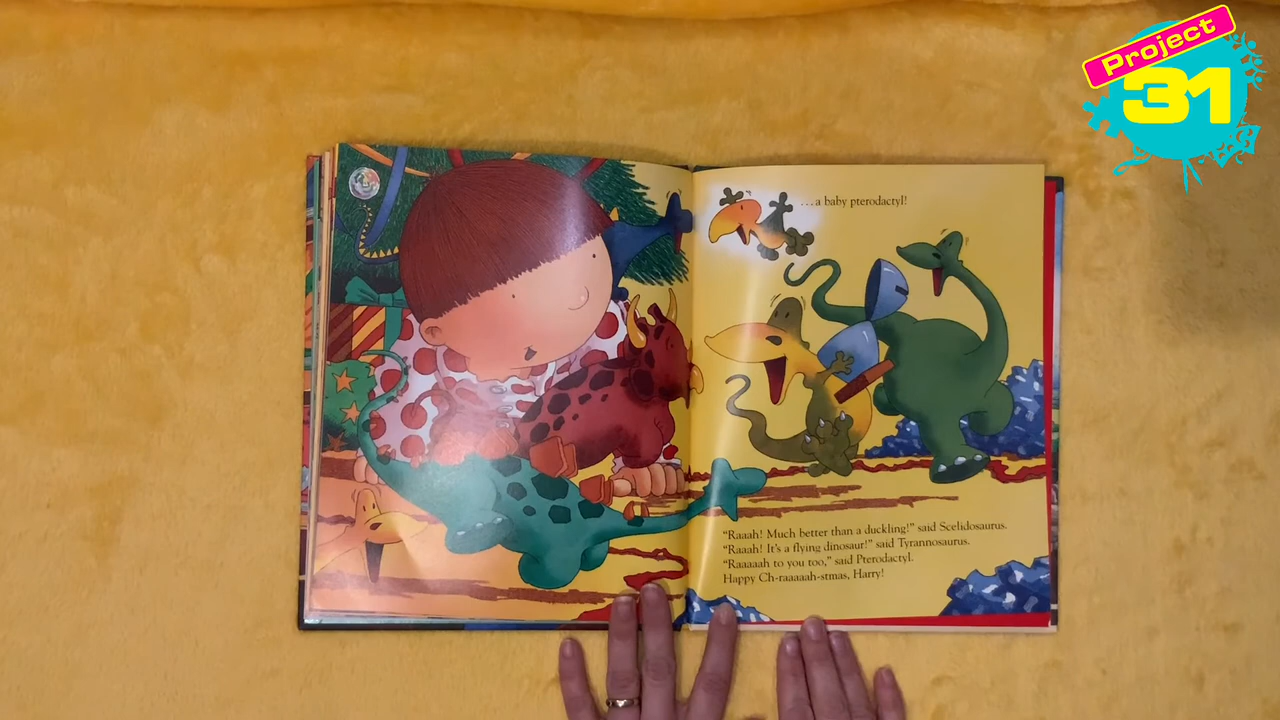 Project
31
...a baby pterodactyl!
“Raaah! Much better than a duckling!” said Scelidosaurus.
“Raaah! It’s a flying dinosaur!” said Tyrannosaurus.
“Raaaaah to you too,” said Pterodactyl.
Happy Ch-raaaaah-stmas, Harry!